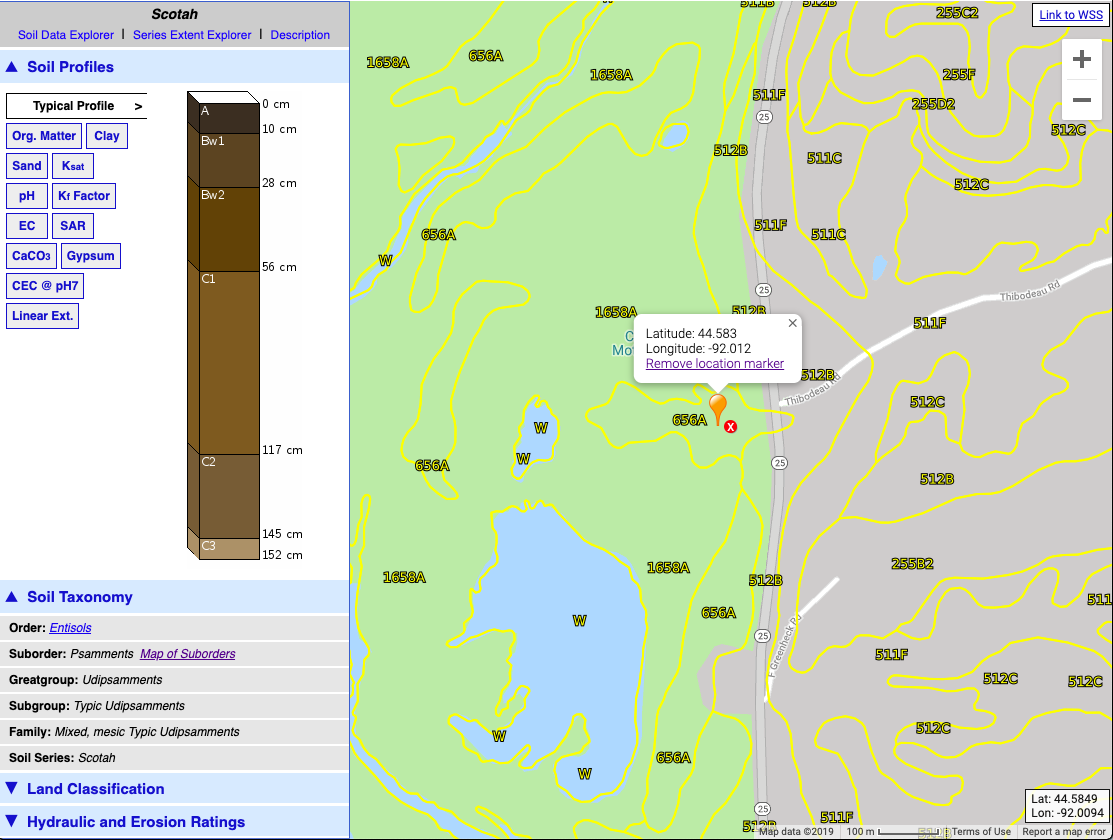 Scotah
Soil Data Explorer | Series Extent Explorer | Description
▲ Soil Profiles
Typical Profile >
Org. Matter Clay
Sand Ksat
pH Kf Factor
EC SAR
CaCO3 Gypsum
CEC @ pH7
Linear Ext.
A
Bw1
Bw2
C1
C2
C3
0 cm
10 cm
28 cm
56 cm
117 cm
145 cm
152 cm
▲ Soil Taxonomy
Order: Entisols
Suborder: Psamments Map of Suborders
Greatgroup: Udipsamments
Subgroup: Typic Udipsamments
Family: Mixed, mesic Typic Udipsamments
Soil Series: Scotah
▼ Land Classification
▼ Hydraulic and Erosion Ratings
Link to WSS
+
−
511B
512B
255C2
656A
1658A
1658A
255F
511F
255D2
25
512C
512B
511C
512C
511F
511C
656A
W
25
Thibodeau Rd
1658A
512B
511F
Latitude: 44.583
Longitude: -92.012
Remove location marker
×
512B
Thibodeau Rd
512C
656A
X
W
W
656A
25
512B
1658A
1658A
512B
255B2
511
656A
W
25
F Greenheck Rd
511F
512C
512C
W
512C
656A
W
25
511F
512B
Lat: 44.5849
Lon: -92.0094
Map data ©2019 100 m Terms of Use Report a map error